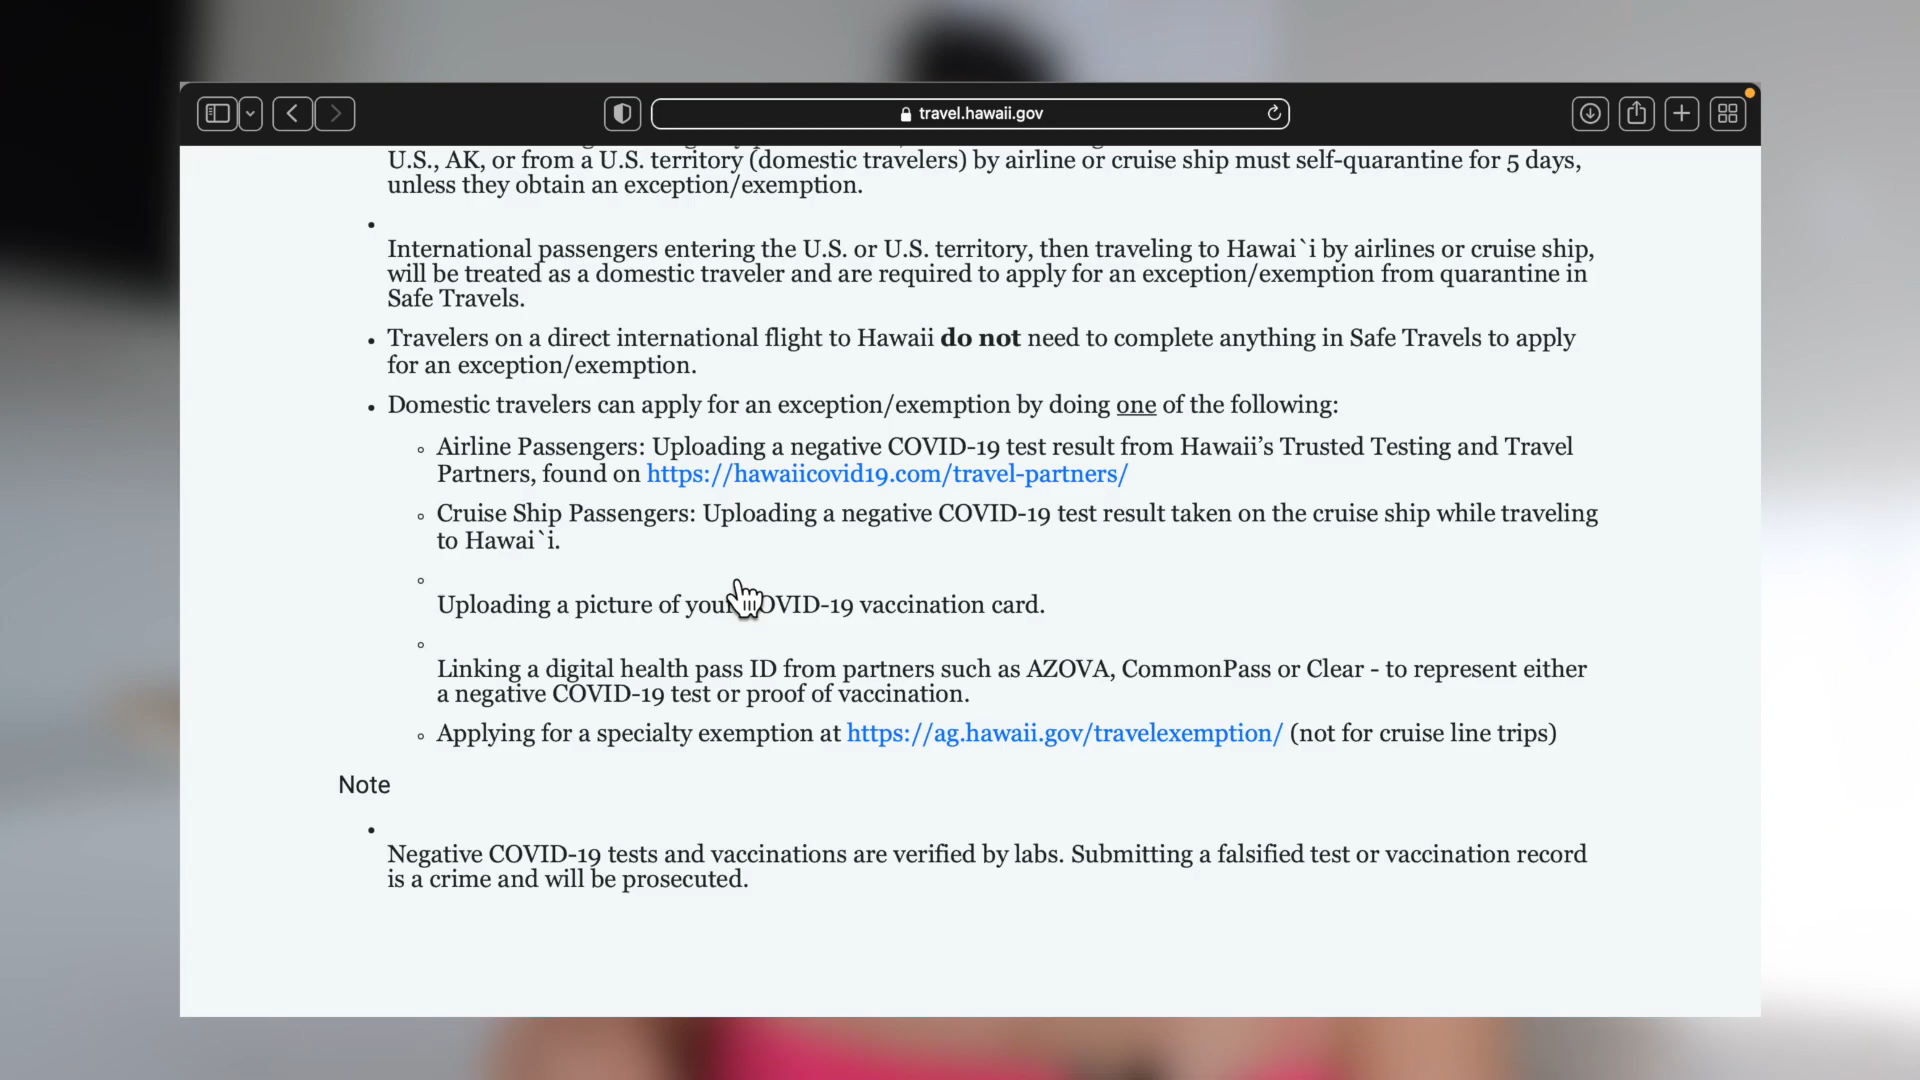 travel.hawaii.gov
U.S., AK, or from a U.S. territory (domestic travelers) by airline or cruise ship must self-quarantine for 5 days,
unless they obtain an exception/exemption.
International passengers entering the U.S. or U.S. territory, then traveling to Hawai`i by airlines or cruise ship,
will be treated as a domestic traveler and are required to apply for an exception/exemption from quarantine in
Safe Travels.
Travelers on a direct international flight to Hawaii do not need to complete anything in Safe Travels to apply
for an exception/exemption.
Domestic travelers can apply for an exception/exemption by doing one of the following:
Airline Passengers: Uploading a negative COVID-19 test result from Hawaii’s Trusted Testing and Travel
Partners, found on https://hawaiicovid19.com/travel-partners/
Cruise Ship Passengers: Uploading a negative COVID-19 test result taken on the cruise ship while traveling
to Hawai`i.
Uploading a picture of your COVID-19 vaccination card.
Linking a digital health pass ID from partners such as AZOVA, CommonPass or Clear - to represent either
a negative COVID-19 test or proof of vaccination.
Applying for a specialty exemption at https://ag.hawaii.gov/travelexemption/ (not for cruise line trips)
Note
Negative COVID-19 tests and vaccinations are verified by labs. Submitting a falsified test or vaccination record
is a crime and will be prosecuted.